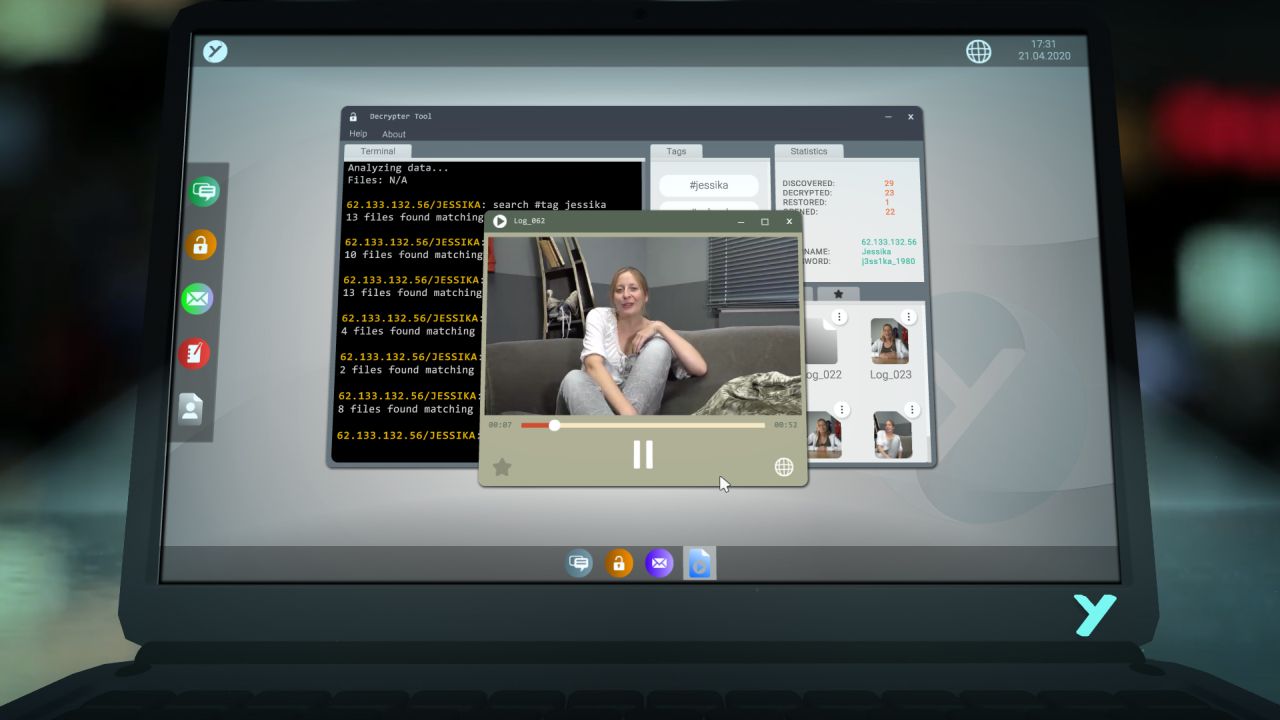 17:31
21.04.2020
Decrypter Tool
Help About
Terminal
Analyzing data...
Files: N/A
62.133.132.56/JESSIKA: search #tag jessika
13 files found matching
62.133.132.56/JESSIKA:
10 files found matching
62.133.132.56/JESSIKA:
13 files found matching
62.133.132.56/JESSIKA:
4 files found matching
62.133.132.56/JESSIKA:
2 files found matching
62.133.132.56/JESSIKA:
8 files found matching
62.133.132.56/JESSIKA:
Tags
#jessika
Statistics
DISCOVERED: 29
DECRYPTED: 23
RESTORED: 1
ENED: 22
62.133.132.56
NAME: Jessika
WORD: j3ss1ka_1980
Log_062
00:07
00:52
og_022
Log_023